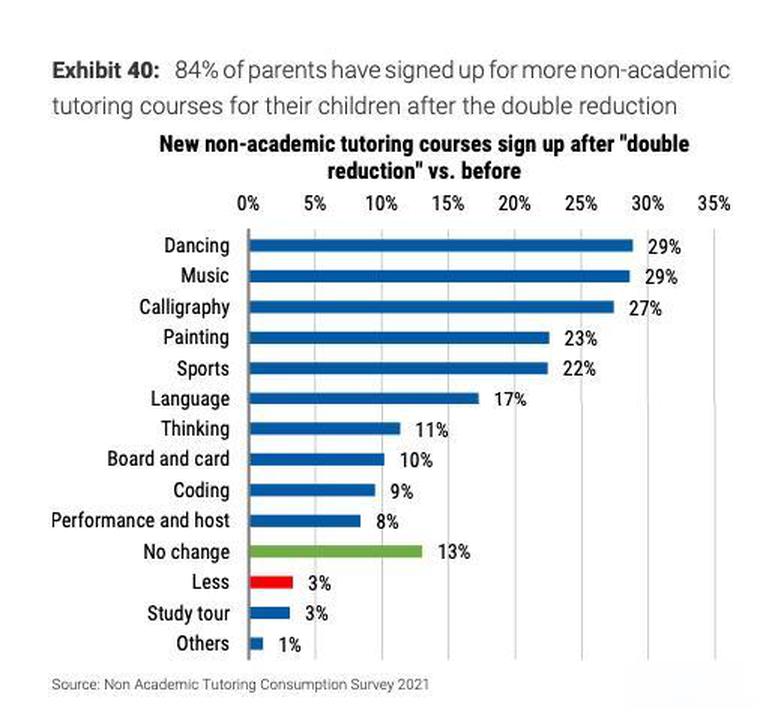 Exhibit 40: 84% of parents have signed up for more non-academic
tutoring courses for their children after the double reduction
New non-academic tutoring courses sign up after "double
reduction" vs. before
0% 5% 10% 15% 20% 25% 30% 35%
Dancing 29%
Music 29%
Calligraphy 27%
Painting 23%
Sports 22%
Language 17%
Thinking 11%
Board and card 10%
Coding 9%
Performance and host 8%
No change 13%
Less 3%
Study tour 3%
Others 1%
Source: Non Academic Tutoring Consumption Survey 2021